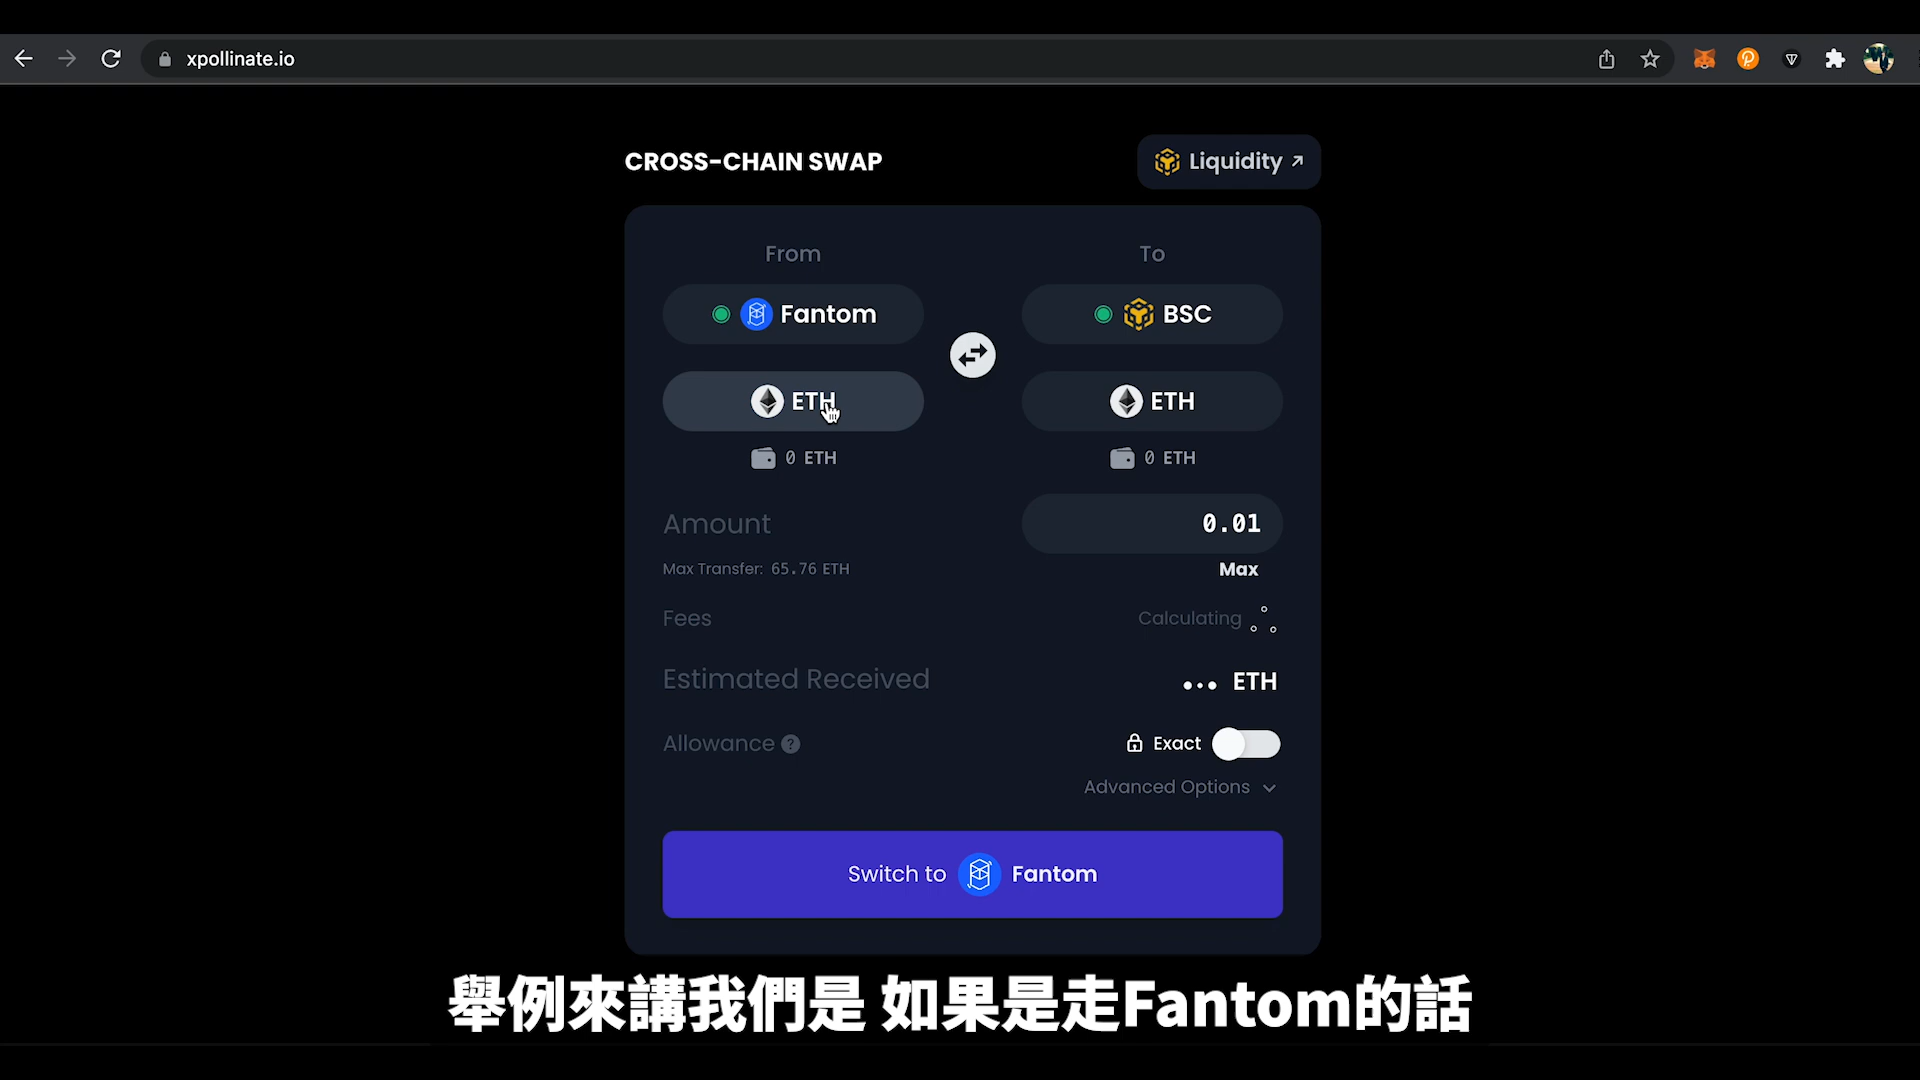 xpollinate.io
CROSS-CHAIN SWAP
Liquidity ↗
From
To
Fantom
BSC
ETH
ETH
0 ETH
0 ETH
Amount
0.01
Max Transfer: 65.76 ETH
Max
Fees
Calculating
Estimated Received
... ETH
Allowance ?
Exact
Advanced Options
Switch to Fantom
舉例來講我們是 如果是走Fantom的話